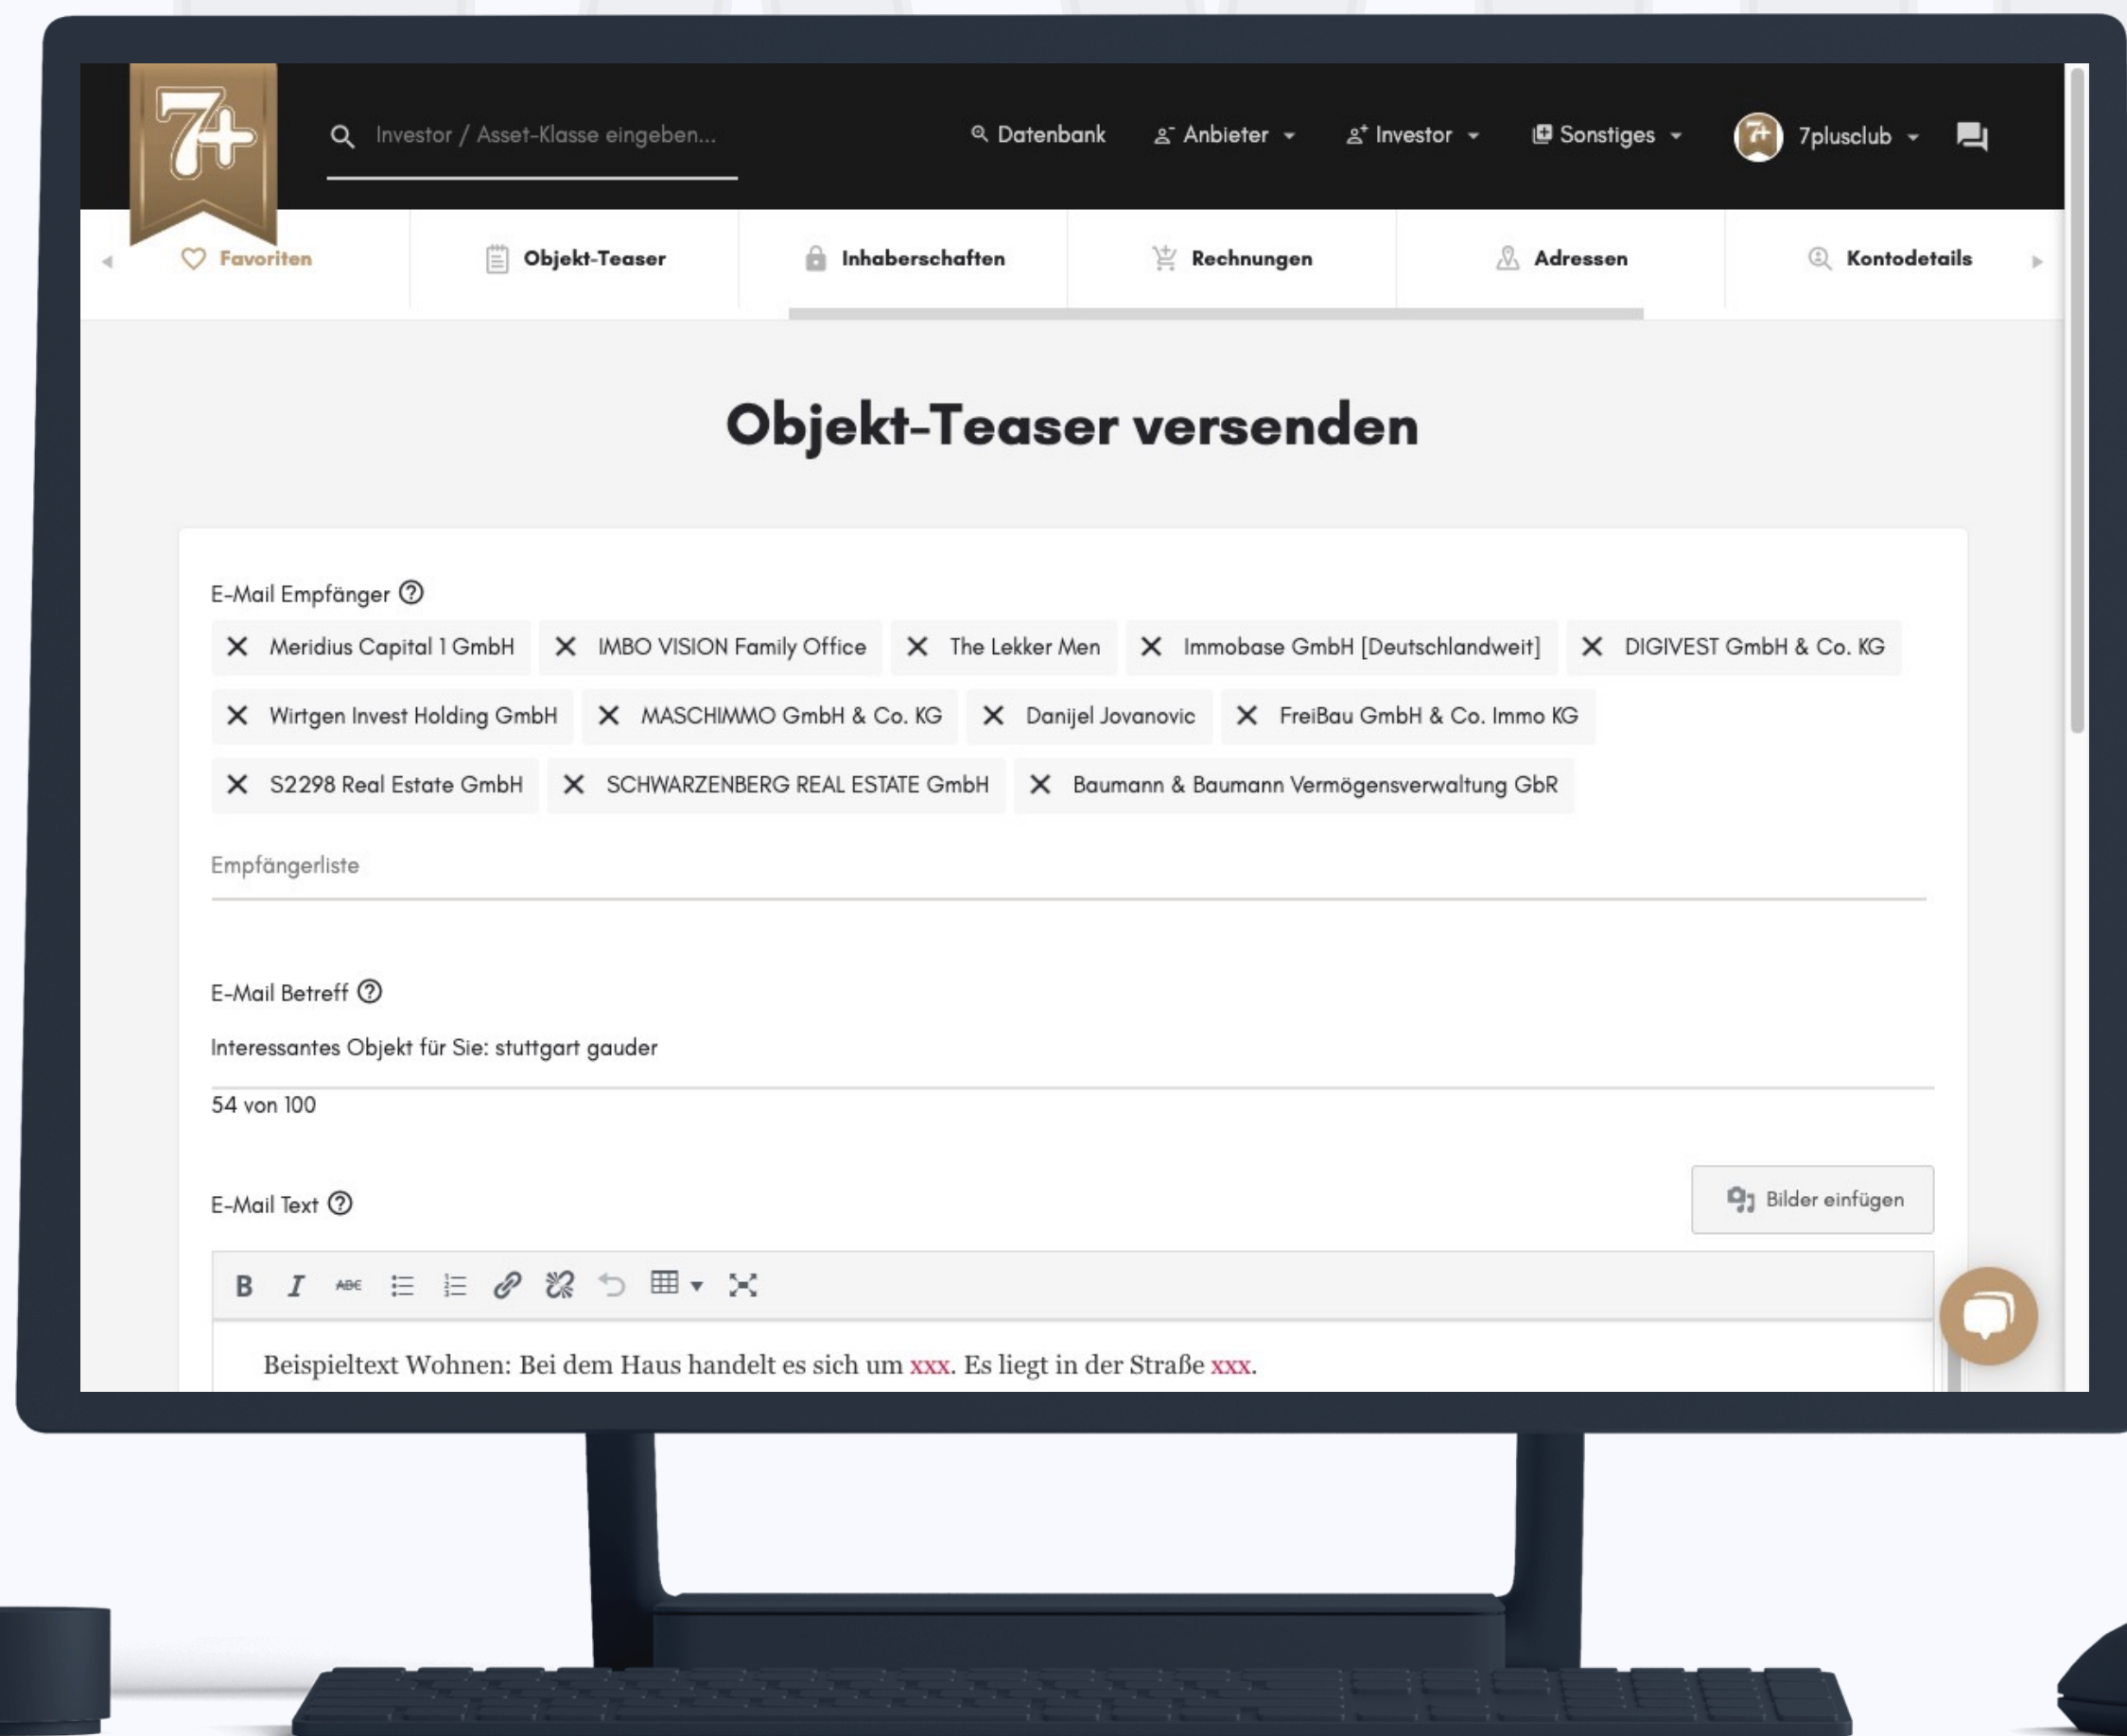 7+
Investor / Asset-Klasse eingeben...
Datenbank
Anbieter
Investor
Sonstiges
7+
7plusclub
Favoriten
Objekt-Teaser
Inhaberschaften
Rechnungen
Adressen
Kontodetails
Objekt-Teaser versenden
E-Mail Empfänger ?
Meridius Capital 1 GmbH
IMBO VISION Family Office
The Lekker Men
Immobase GmbH [Deutschlandweit]
DIGIVEST GmbH & Co. KG
Wirtgen Invest Holding GmbH
MASCHIMMO GmbH & Co. KG
Danijel Jovanovic
FreiBau GmbH & Co. Immo KG
S2298 Real Estate GmbH
SCHWARZENBERG REAL ESTATE GmbH
Baumann & Baumann Vermögensverwaltung GbR
Empfängerliste
E-Mail Betreff ?
Interessantes Objekt für Sie: stuttgart gauder
54 von 100
E-Mail Text ?
Bilder einfügen
B I ABC
Beispieltext Wohnen: Bei dem Haus handelt es sich um xxx. Es liegt in der Straße xxx.